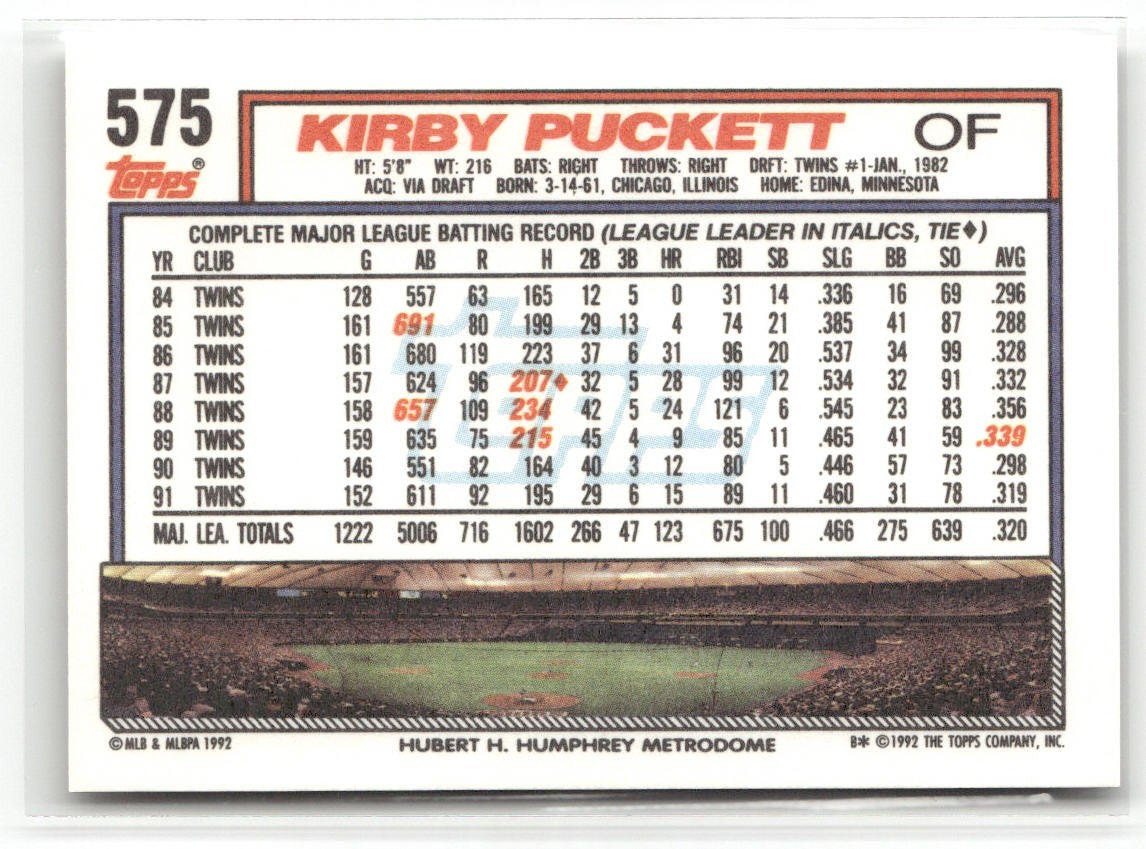 575
KIRBY PUCKETT OF
Topps®
HT: 5'8" WT: 216 BATS: RIGHT THROWS: RIGHT DRFT: TWINS #1-JAN., 1982
ACQ: VIA DRAFT BORN: 3-14-61, CHICAGO, ILLINOIS HOME: EDINA, MINNESOTA
COMPLETE MAJOR LEAGUE BATTING RECORD (LEAGUE LEADER IN ITALICS, TIE♦)
YR CLUB G AB R H 2B 3B HR RBI SB SLG BB SO AVG
84 TWINS 128 557 63 165 12 5 0 31 14 .336 16 69 .296
85 TWINS 161 691 80 199 29 13 4 74 21 .385 41 87 .288
86 TWINS 161 680 119 223 37 6 31 96 20 .537 34 99 .328
87 TWINS 157 624 96 207♦ 32 5 28 99 12 .534 32 91 .332
88 TWINS 158 657 109 234 42 5 24 121 6 .545 23 83 .356
89 TWINS 159 635 75 215 45 4 9 85 11 .465 41 59 .339
90 TWINS 146 551 82 164 40 3 12 80 5 .446 57 73 .298
91 TWINS 152 611 92 195 29 6 15 89 11 .460 31 78 .319
MAJ. LEA. TOTALS 1222 5006 716 1602 266 47 123 675 100 .466 275 639 .320
Topps
© MLB & MLBPA 1992 HUBERT H. HUMPHREY METRODOME B* ©1992 THE TOPPS COMPANY, INC.